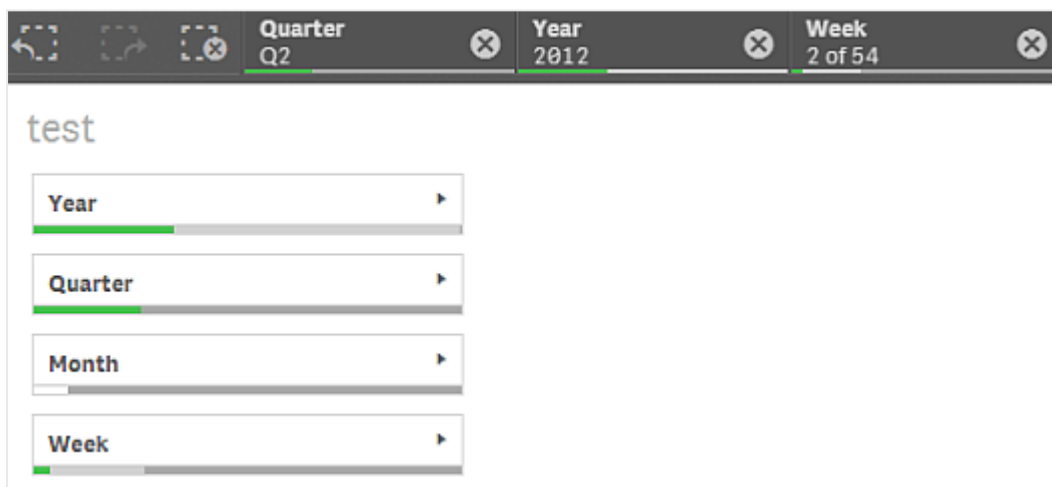 Quarter
Q2
Year
2012
Week
2 of 54
test
Year
Quarter
Month
Week